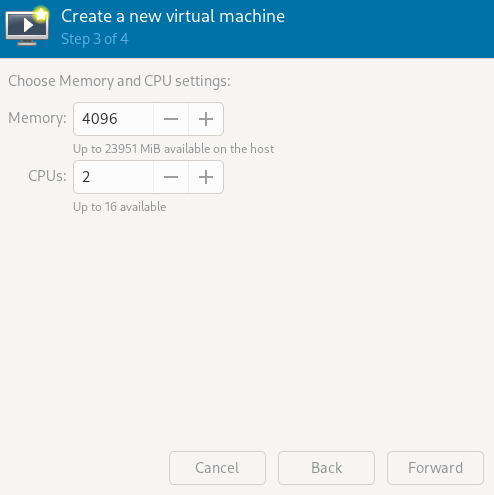 Create a new virtual machine
Step 3 of 4
Choose Memory and CPU settings:
Memory: 4096
Up to 23951 MiB available on the host
CPUs: 2
Up to 16 available
Cancel Back Forward